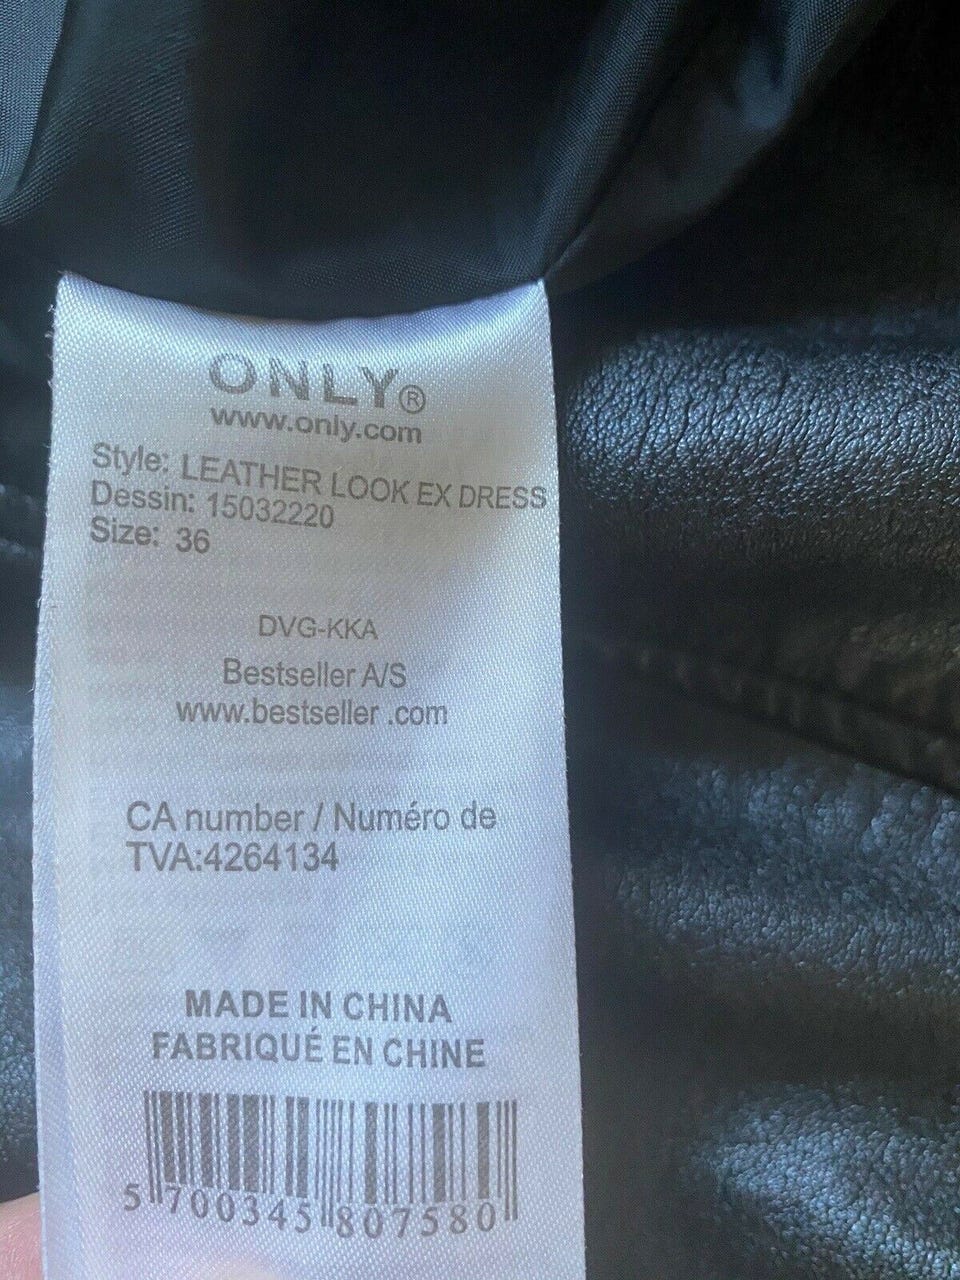 ONLY®
www.only.com
Style: LEATHER LOOK EX DRESS
Dessin: 15032220
Size: 36
DVG-KKA
Bestseller A/S
www.bestseller .com
CA number / Numéro de
TVA:4264134
MADE IN CHINA
FABRIQUÉ EN CHINE
5 700345 807580